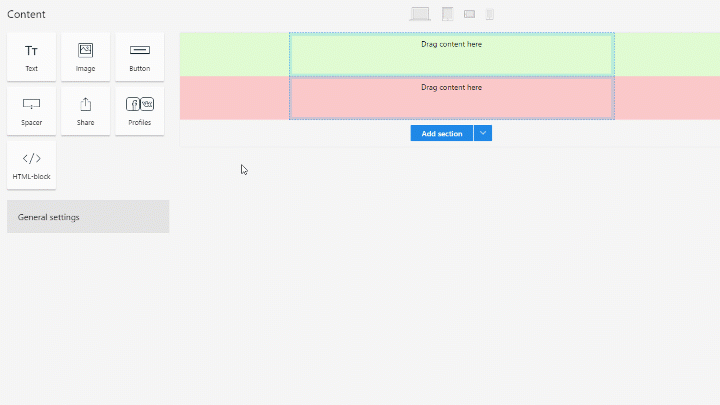 Content
Text
Image
Button
Spacer
Share
Profiles
HTML-block
General settings
Drag content here
Drag content here
Add section